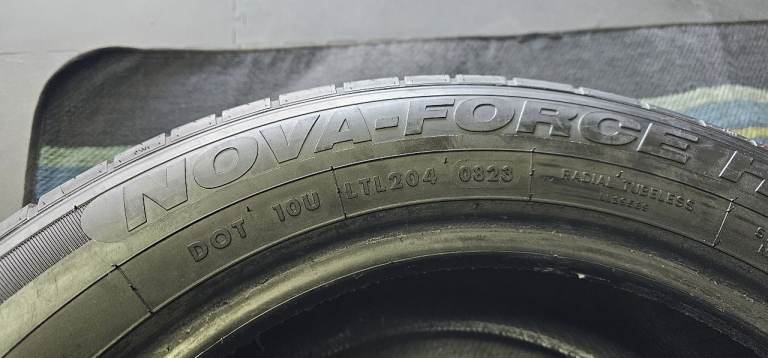 NOVA-FORCE
DOT 10U LTL204 0823 RADIAL TUBELESS